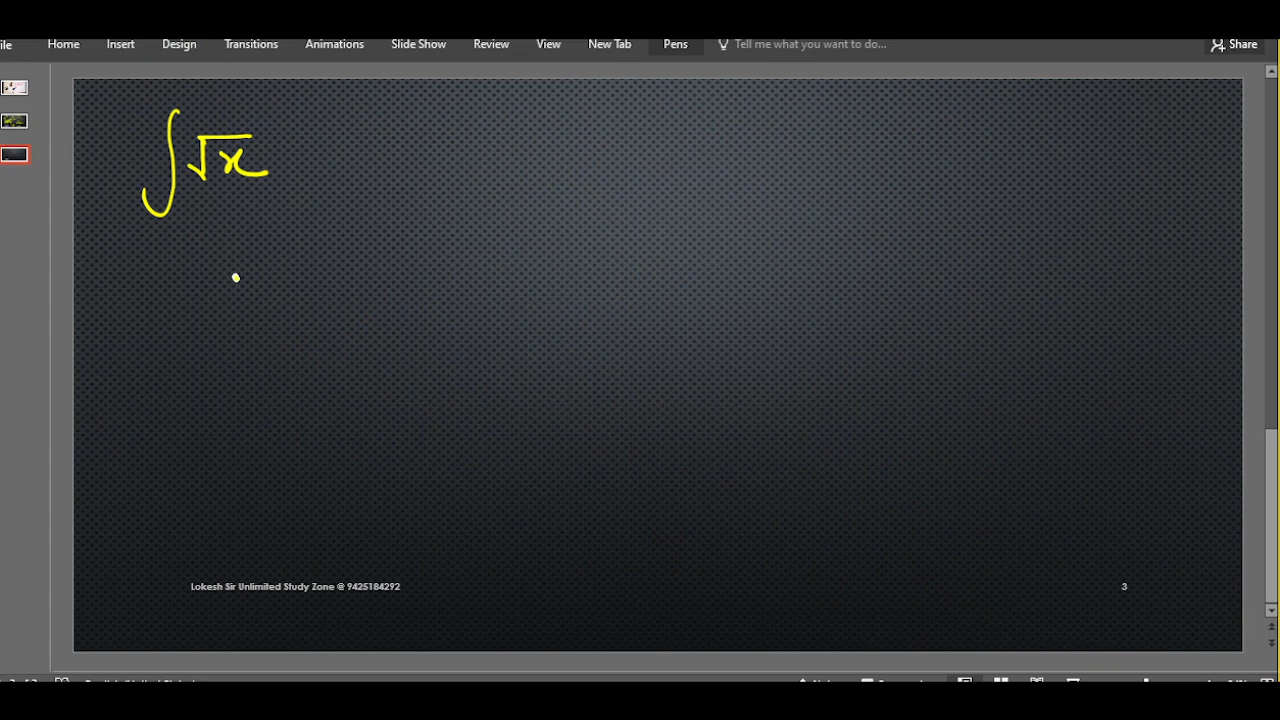 Home Insert Design Transitions Animations Slide Show Review View New Tab Pens Tell me what you want to do... Share
∫√x
Lokesh Sir Unlimited Study Zone @ 9425184292 3